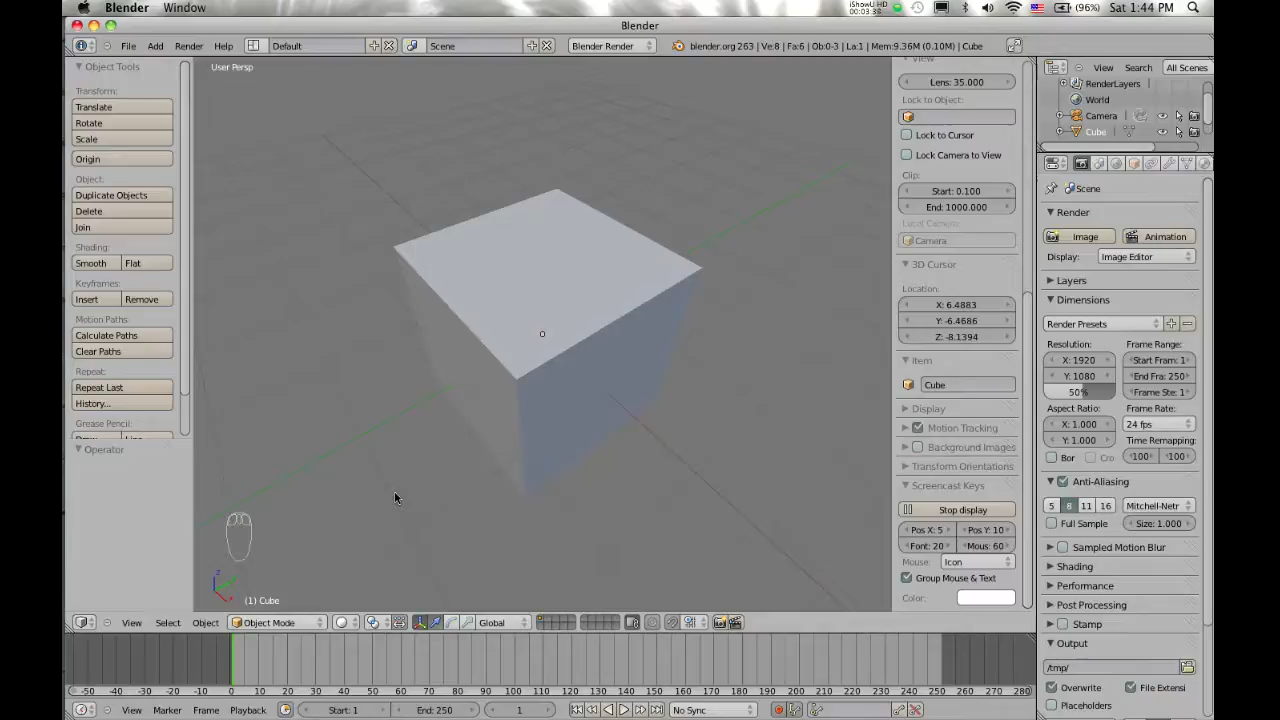 Blender Window
iShowU HD
00:03:38
(96%) Sat 1:44 PM
Blender
File Add Render Help Default Scene Blender Render blender.org 263 | Ve:8 | Fa:6 | Ob:0-3 | La:1 | Mem:9.36M (0.10M) | Cube
Object Tools
Transform:
Translate
Rotate
Scale
Origin
Object:
Duplicate Objects
Delete
Join
Shading:
Smooth Flat
Keyframes:
Insert Remove
Motion Paths:
Calculate Paths
Clear Paths
Repeat:
Repeat Last
History...
Grease Pencil:
Operator
User Persp
z
(1) Cube
View
Lens: 35.000
Lock to Object:
Lock to Cursor
Lock Camera to View
Clip:
Start: 0.100
End: 1000.000
Local Camera:
Camera
3D Cursor
Location:
X: 6.4883
Y: -6.4686
Z: -8.1394
Item
Cube
Display
Motion Tracking
Background Images
Transform Orientations
Screencast Keys
Stop display
Pos X: 5 Pos Y: 10
Font: 20 Mous: 60
Mouse: Icon
Group Mouse & Text
Color:
View Search All Scenes
RenderLayers
World
Camera
Cube
Scene
Render
Image Animation
Display: Image Editor
Layers
Dimensions
Render Presets
Resolution: Frame Range:
X: 1920 Start Fram: 1
Y: 1080 End Fra: 250
50% Frame Ste: 1
Aspect Ratio: Frame Rate:
X: 1.000 24 fps
Y: 1.000 Time Remapping:
Bor Cro 100 100
Anti-Aliasing
5 8 11 16 Mitchell-Netr
Full Sample Size: 1.000
Sampled Motion Blur
Shading
Performance
Post Processing
Stamp
Output
/tmp/
Overwrite File Extensi
Placeholders
View Select Object Object Mode Global
-50 -40 -30 -20 -10 0 10 20 30 40 50 60 70 80 90 100 110 120 130 140 150 160 170 180 190 200 210 220 230 240 250 260 270 280
View Marker Frame Playback Start: 1 End: 250 1 No Sync